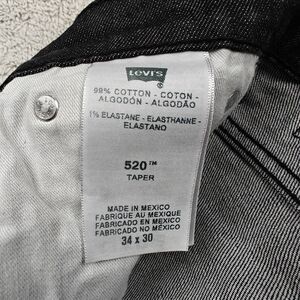 Levi's
99% COTTON - COTON -
ALGODÓN - ALGODÃO
1% ELASTANE - ELASTHANNE -
ELASTANO
520™
TAPER
MADE IN MEXICO
FABRIQUÉ AU MEXIQUE
FABRICADO EN MÉXICO
FABRICADO NO MÉXICO
34 x 30